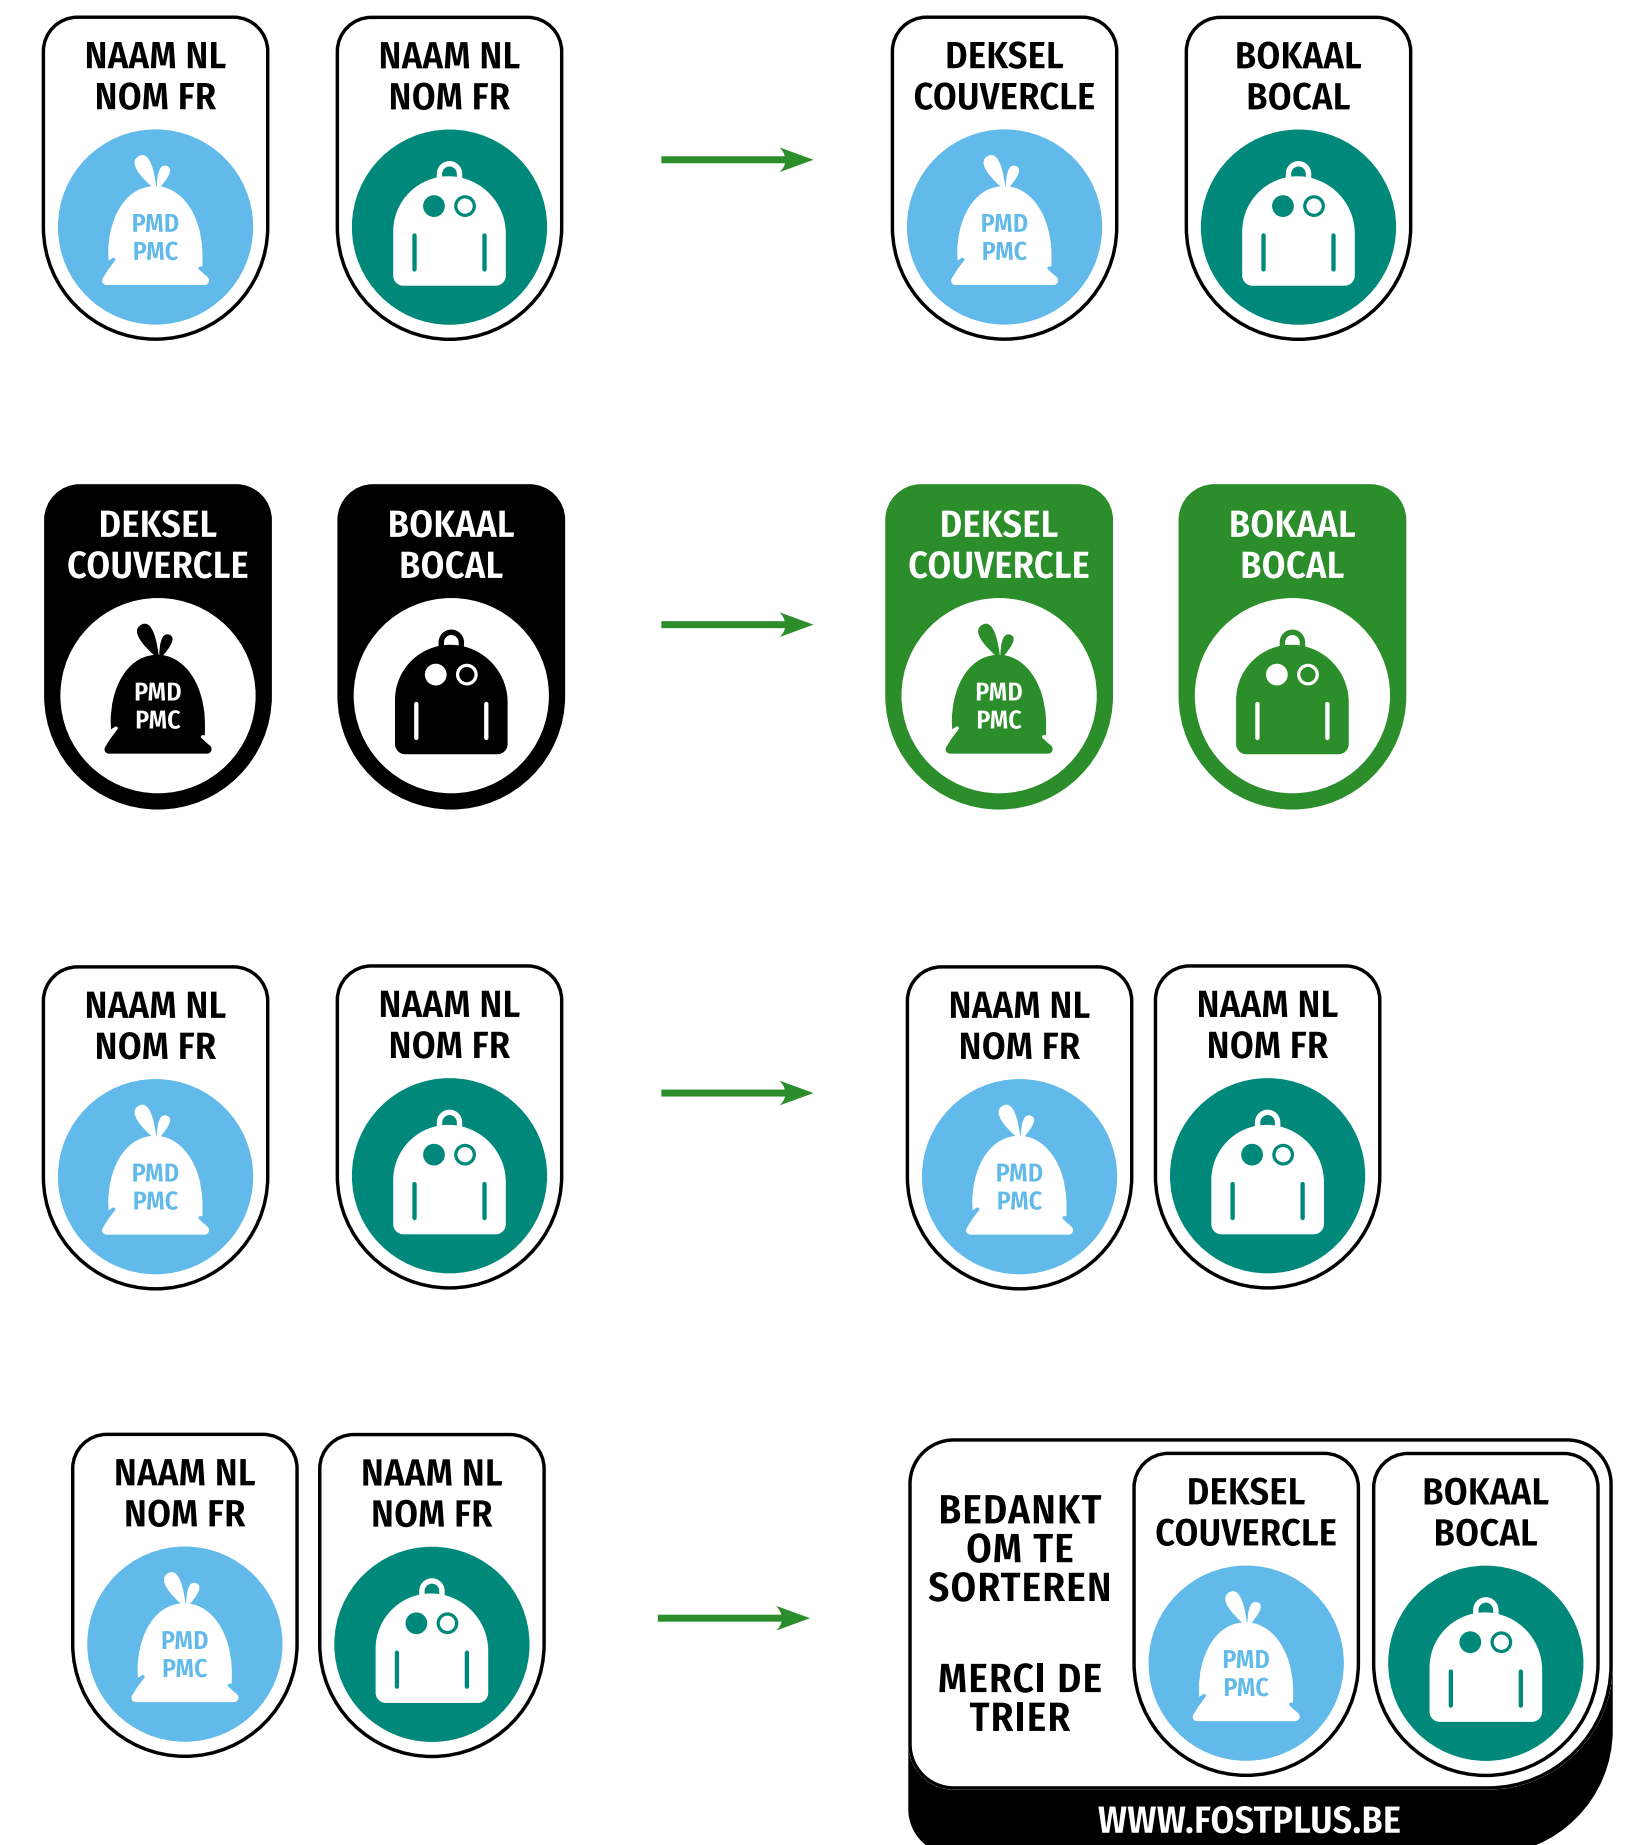 NAAM NL
NOM FR
PMD
PMC
NAAM NL
NOM FR
DEKSEL
COUVERCLE
PMD
PMC
BOKAAL
BOCAL
DEKSEL
COUVERCLE
PMD
PMC
BOKAAL
BOCAL
DEKSEL
COUVERCLE
PMD
PMC
BOKAAL
BOCAL
NAAM NL
NOM FR
PMD
PMC
NAAM NL
NOM FR
NAAM NL
NOM FR
PMD
PMC
NAAM NL
NOM FR
NAAM NL
NOM FR
PMD
PMC
NAAM NL
NOM FR
BEDANKT
OM TE
SORTEREN
MERCI DE
TRIER
DEKSEL
COUVERCLE
PMD
PMC
BOKAAL
BOCAL
WWW.FOSTPLUS.BE